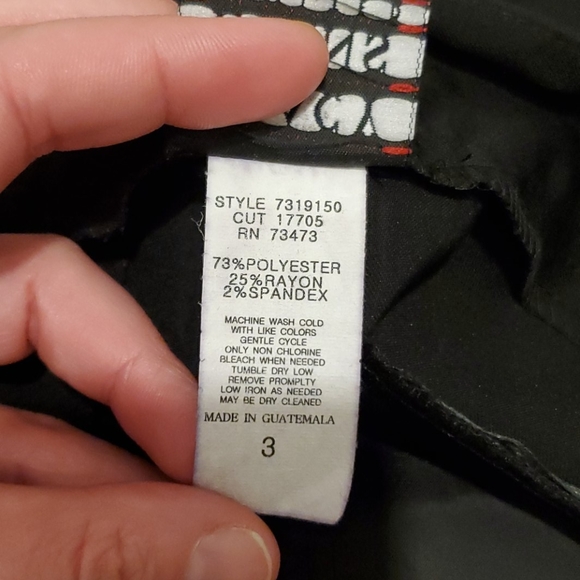 STYLE 7319150
CUT 17705
RN 73473
73%POLYESTER
25%RAYON
2%SPANDEX
MACHINE WASH COLD
WITH LIKE COLORS
GENTLE CYCLE
ONLY NON CHLORINE
BLEACH WHEN NEEDED
TUMBLE DRY LOW
REMOVE PROMPLTY
LOW IRON AS NEEDED
MAY BE DRY CLEANED
MADE IN GUATEMALA
3